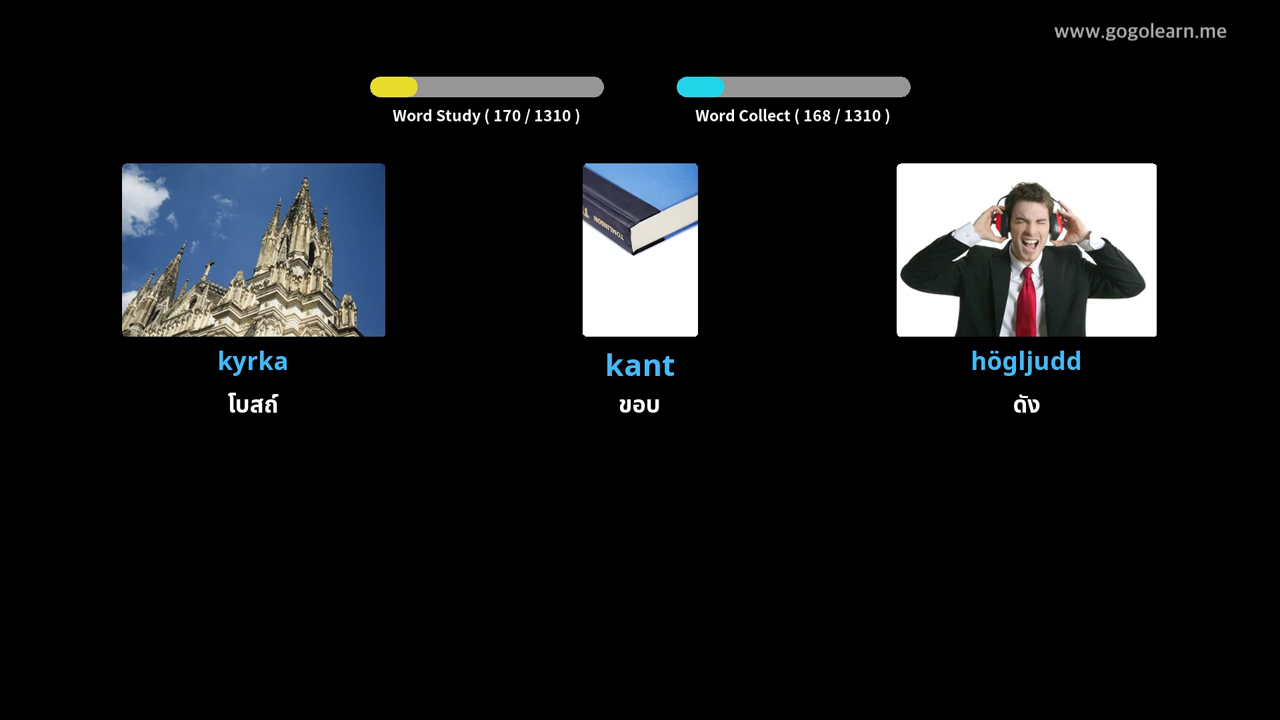 www.gogolearn.me
Word Study ( 170 / 1310 )
Word Collect ( 168 / 1310 )
TOMLINSON
kyrka
kant
högljudd
โบสถ์
ขอบ
ดัง